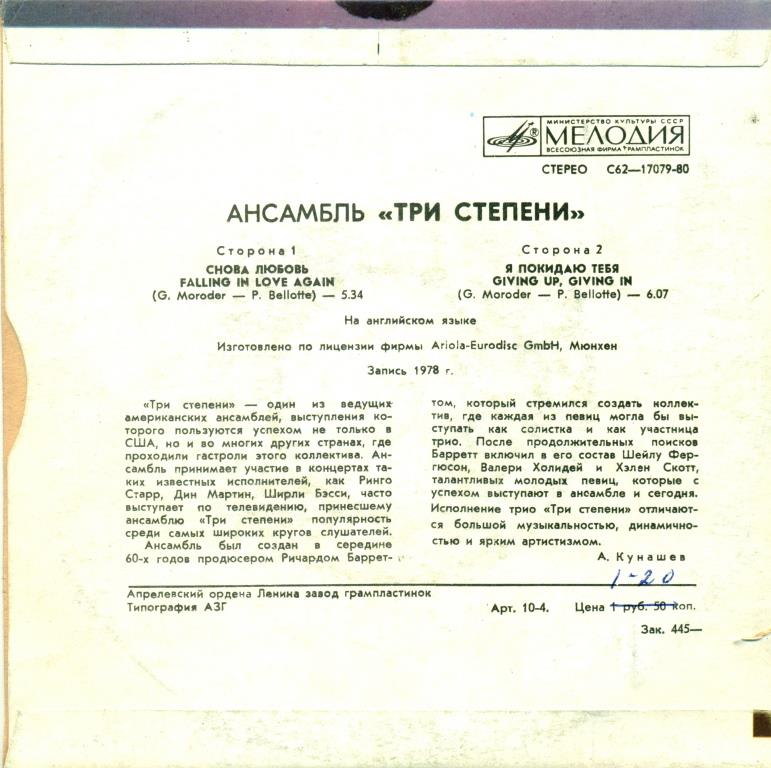 МИНИСТЕРСТВО КУЛЬТУРЫ СССР
® МЕЛОДИЯ
ВСЕСОЮЗНАЯ ФИРМА ГРАМПЛАСТИНОК
СТЕРЕО С62—17079-80
АНСАМБЛЬ «ТРИ СТЕПЕНИ»
Сторона 1
СНОВА ЛЮБОВЬ
FALLING IN LOVE AGAIN
(G. Moroder — P. Bellotte) — 5.34
Сторона 2
Я ПОКИДАЮ ТЕБЯ
GIVING UP, GIVING IN
(G. Moroder — P. Bellotte) — 6.07
На английском языке
Изготовлено по лицензии фирмы Ariola-Eurodisc GmbH, Мюнхен
Запись 1978 г.
«Три степени» — один из ведущих
американских ансамблей, выступления ко-
торого пользуются успехом не только в
США, но и во многих других странах, где
проходили гастроли этого коллектива. Ан-
самбль принимает участие в концертах та-
ких известных исполнителей, как Ринго
Старр, Дин Мартин, Ширли Бэсси, часто
выступает по телевидению, принесшему
ансамблю «Три степени» популярность
среди самых широких кругов слушателей.
Ансамбль был создан в середине
60-х годов продюсером Ричардом Баррет-
том, который стремился создать коллек-
тив, где каждая из певиц могла бы вы-
ступать как солистка и как участница
трио. После продолжительных поисков
Барретт включил в его состав Шейлу Фер-
гюсон, Валери Холидей и Хэлен Скотт,
талантливых молодых певиц, которые с
успехом выступают в ансамбле и сегодня.
Исполнение трио «Три степени» отличают-
ся большой музыкальностью, динамично-
стью и ярким артистизмом.
А. Кунашев
1-20
Апрелевский ордена Ленина завод грампластинок
Типография АЗГ
Арт. 10-4. Цена 1 руб. 50 коп.
Зак. 445—